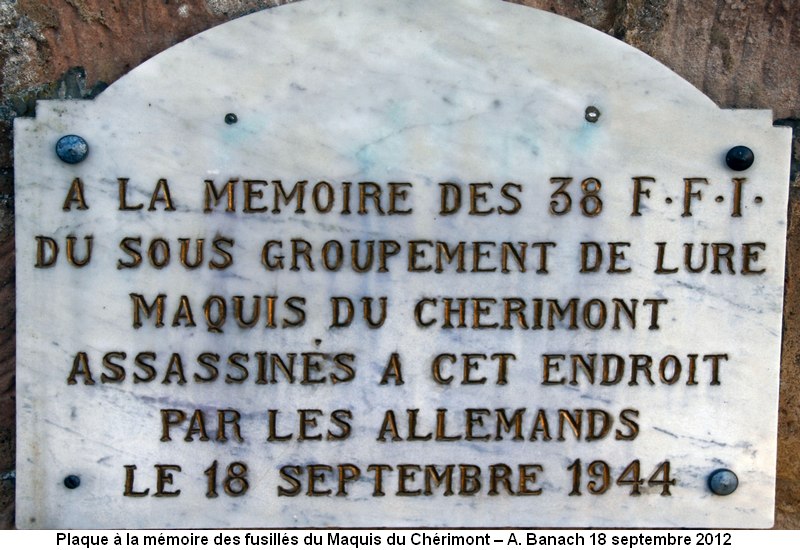 A LA MEMOIRE DES 38 F·F·I·
DU SOUS GROUPEMENT DE LURE
MAQUIS DU CHERIMONT
ASSASSINÉS A CET ENDROIT
PAR LES ALLEMANDS
LE 18 SEPTEMBRE 1944
Plaque à la mémoire des fusillés du Maquis du Chérimont – A. Banach 18 septembre 2012